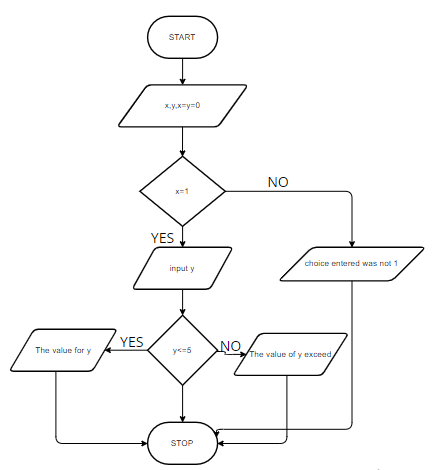 START
x,y,x=y=0
x=1
NO
YES
input y
choice entered was not 1
y<=5
YES
The value for y
NO
The value of y exceed
STOP